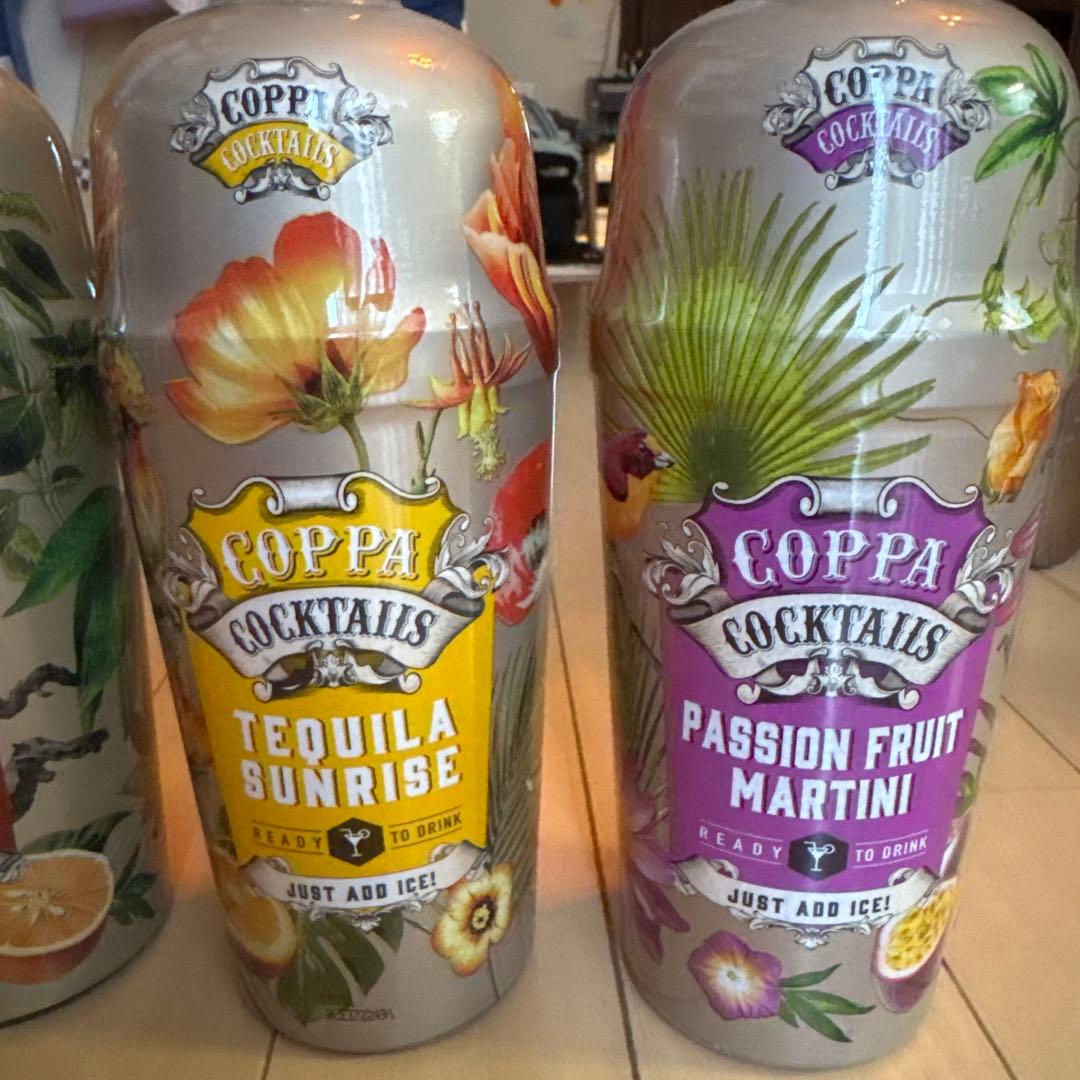 COPPA
COCKTAILS
COPPA
COCKTAILS
TEQUILA
SUNRISE
READY TO DRINK
JUST ADD ICE!
COPPA
COCKTAILS
COPPA
COCKTAILS
PASSION FRUIT
MARTINI
READY TO DRINK
JUST ADD ICE!